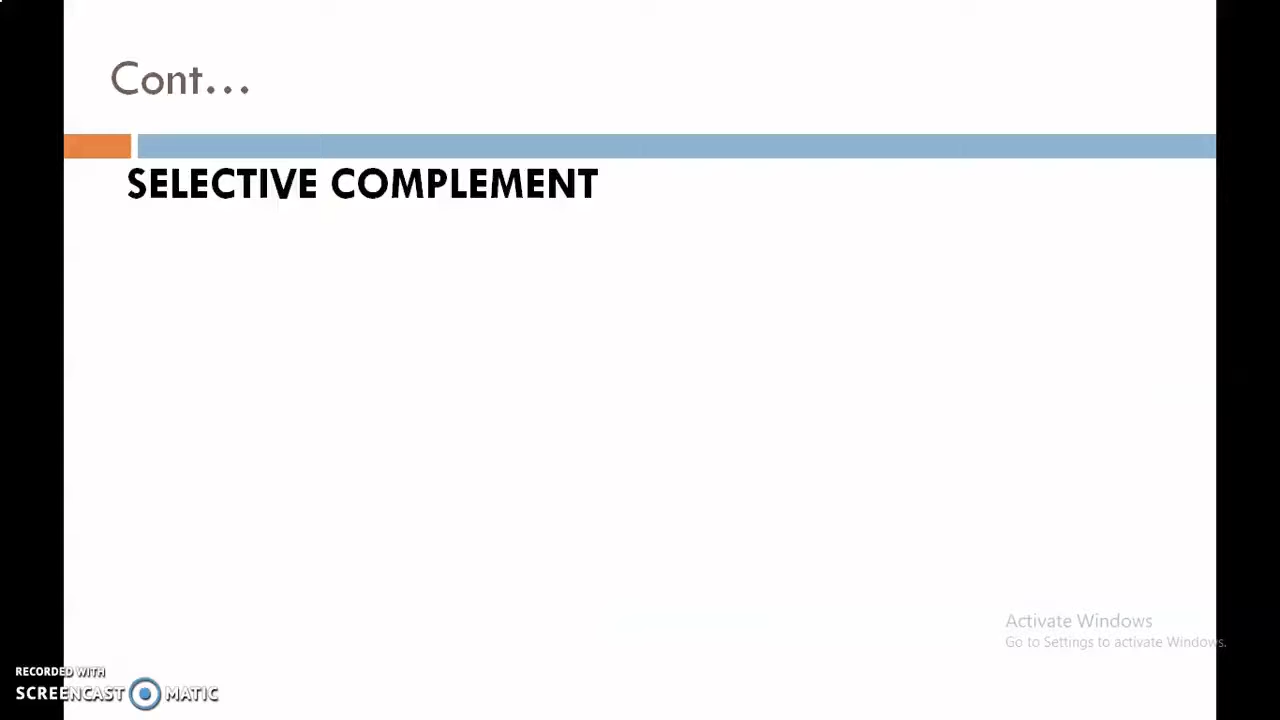 Cont...
SELECTIVE COMPLEMENT
Activate Windows
Go to Settings to activate Windows.
RECORDED WITH
SCREENCAST MATIC